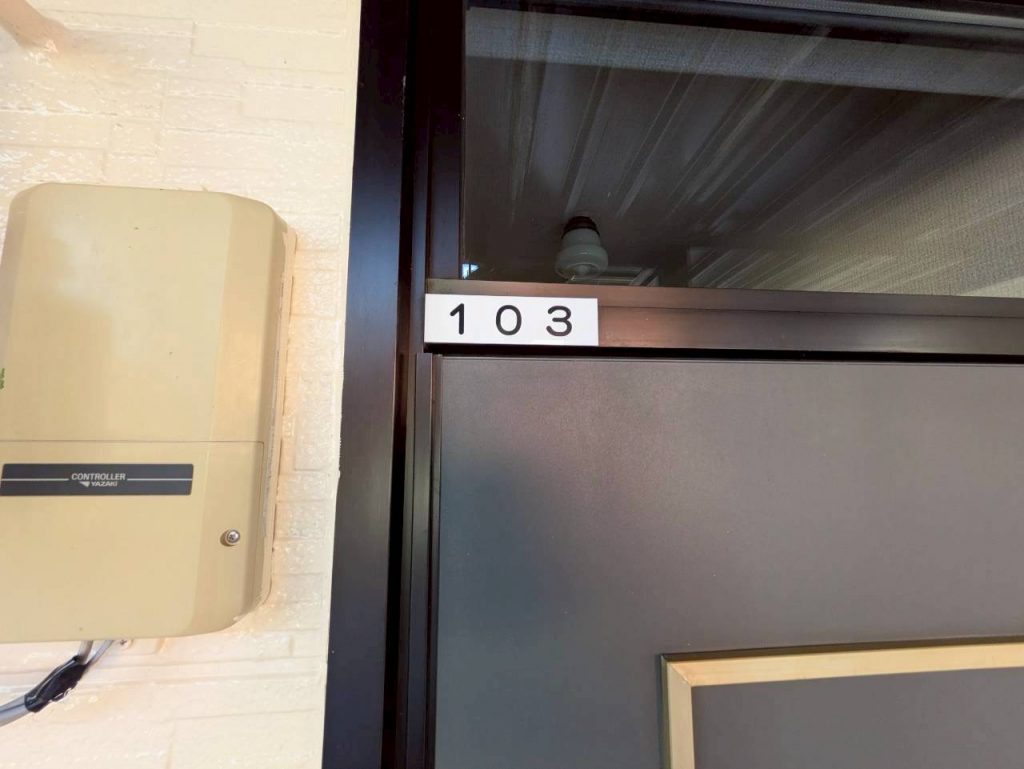 103
CONTROLLER
YAZAKI